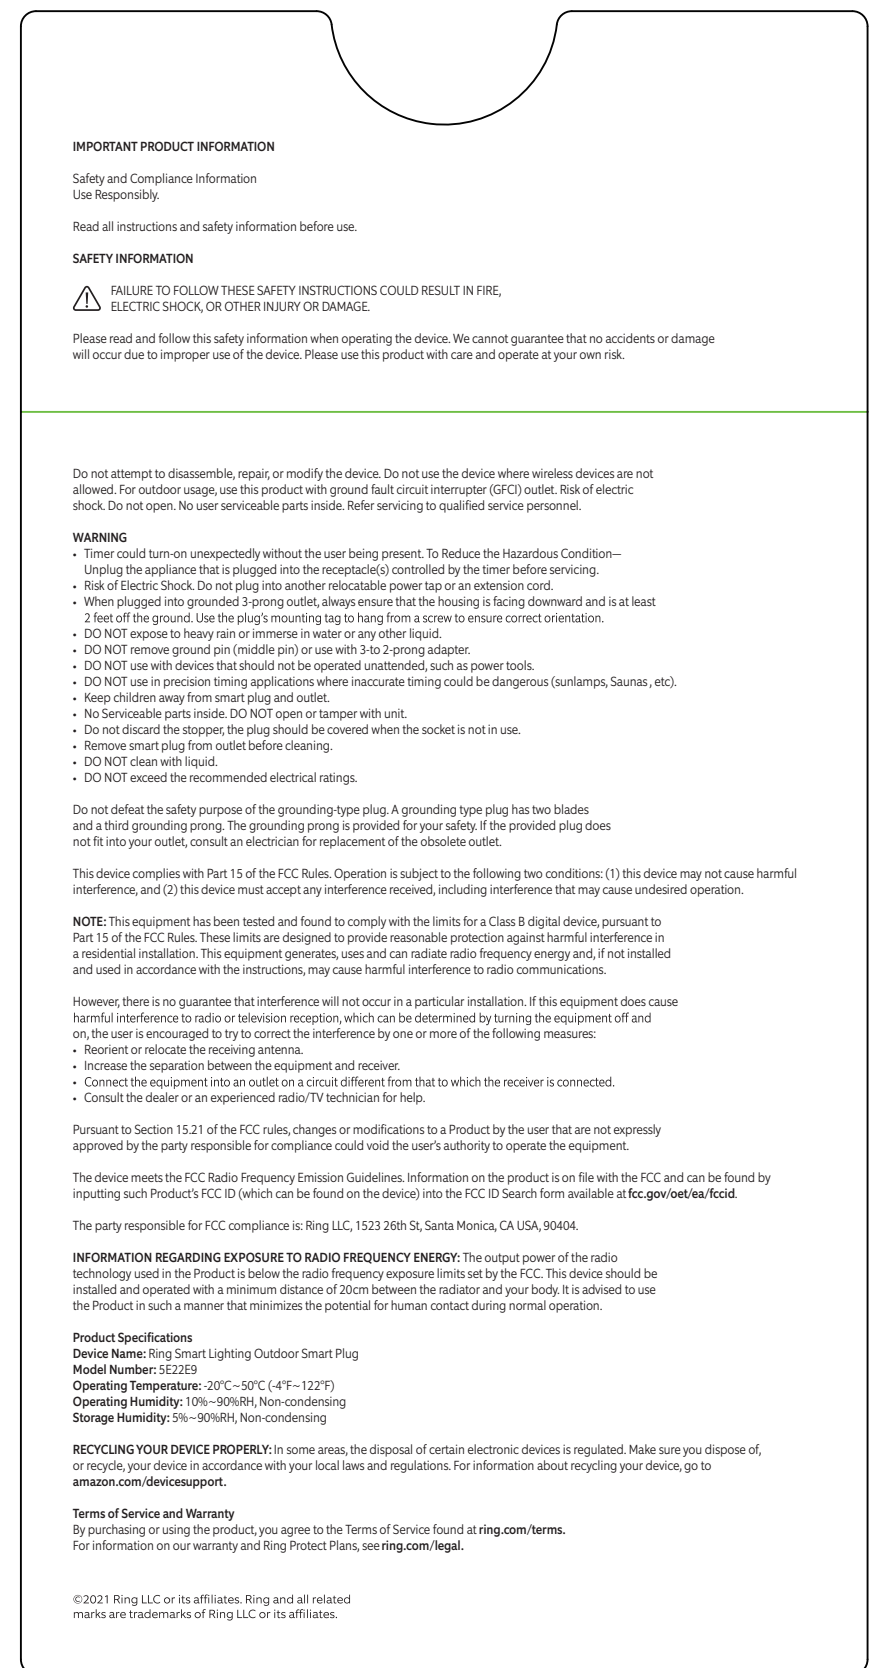 IMPORTANT PRODUCT INFORMATION
Safety and Compliance Information
Use Responsibly.
Read all instructions and safety information before use.
SAFETY INFORMATION
FAILURE TO FOLLOW THESE SAFETY INSTRUCTIONS COULD RESULT IN FIRE,
ELECTRIC SHOCK, OR OTHER INJURY OR DAMAGE.
Please read and follow this safety information when operating the device. We cannot guarantee that no accidents or damage
will occur due to improper use of the device. Please use this product with care and operate at your own risk.
Do not attempt to disassemble, repair, or modify the device. Do not use the device where wireless devices are not
allowed. For outdoor usage, use this product with ground fault circuit interrupter (GFCI) outlet. Risk of electric
shock. Do not open. No user serviceable parts inside. Refer servicing to qualified service personnel.
WARNING
• Timer could turn-on unexpectedly without the user being present. To Reduce the Hazardous Condition—
Unplug the appliance that is plugged into the receptacle(s) controlled by the timer before servicing.
• Risk of Electric Shock. Do not plug into another relocatable power tap or an extension cord.
• When plugged into grounded 3-prong outlet, always ensure that the housing is facing downward and is at least
2 feet off the ground. Use the plug's mounting tag to hang from a screw to ensure correct orientation.
• DO NOT expose to heavy rain or immerse in water or any other liquid.
• DO NOT remove ground pin (middle pin) or use with 3-to 2-prong adapter.
• DO NOT use with devices that should not be operated unattended, such as power tools.
• DO NOT use in precision timing applications where inaccurate timing could be dangerous (sunlamps, Saunas , etc).
• Keep children away from smart plug and outlet.
• No Serviceable parts inside. DO NOT open or tamper with unit.
• Do not discard the stopper, the plug should be covered when the socket is not in use.
• Remove smart plug from outlet before cleaning.
• DO NOT clean with liquid.
• DO NOT exceed the recommended electrical ratings.
Do not defeat the safety purpose of the grounding-type plug. A grounding type plug has two blades
and a third grounding prong. The grounding prong is provided for your safety. If the provided plug does
not fit into your outlet, consult an electrician for replacement of the obsolete outlet.
This device complies with Part 15 of the FCC Rules. Operation is subject to the following two conditions: (1) this device may not cause harmful
interference, and (2) this device must accept any interference received, including interference that may cause undesired operation.
NOTE: This equipment has been tested and found to comply with the limits for a Class B digital device, pursuant to
Part 15 of the FCC Rules. These limits are designed to provide reasonable protection against harmful interference in
a residential installation. This equipment generates, uses and can radiate radio frequency energy and, if not installed
and used in accordance with the instructions, may cause harmful interference to radio communications.
However, there is no guarantee that interference will not occur in a particular installation. If this equipment does cause
harmful interference to radio or television reception, which can be determined by turning the equipment off and
on, the user is encouraged to try to correct the interference by one or more of the following measures:
• Reorient or relocate the receiving antenna.
• Increase the separation between the equipment and receiver.
• Connect the equipment into an outlet on a circuit different from that to which the receiver is connected.
• Consult the dealer or an experienced radio/TV technician for help.
Pursuant to Section 15.21 of the FCC rules, changes or modifications to a Product by the user that are not expressly
approved by the party responsible for compliance could void the user's authority to operate the equipment.
The device meets the FCC Radio Frequency Emission Guidelines. Information on the product is on file with the FCC and can be found by
inputting such Product's FCC ID (which can be found on the device) into the FCC ID Search form available at fcc.gov/oet/ea/fccid.
The party responsible for FCC compliance is: Ring LLC, 1523 26th St, Santa Monica, CA USA, 90404.
INFORMATION REGARDING EXPOSURE TO RADIO FREQUENCY ENERGY: The output power of the radio
technology used in the Product is below the radio frequency exposure limits set by the FCC. This device should be
installed and operated with a minimum distance of 20cm between the radiator and your body. It is advised to use
the Product in such a manner that minimizes the potential for human contact during normal operation.
Product Specifications
Device Name: Ring Smart Lighting Outdoor Smart Plug
Model Number: 5E22E9
Operating Temperature: -20°C~50°C (-4°F~122°F)
Operating Humidity: 10%~90%RH, Non-condensing
Storage Humidity: 5%~90%RH, Non-condensing
RECYCLING YOUR DEVICE PROPERLY: In some areas, the disposal of certain electronic devices is regulated. Make sure you dispose of,
or recycle, your device in accordance with your local laws and regulations. For information about recycling your device, go to
amazon.com/devicesupport.
Terms of Service and Warranty
By purchasing or using the product, you agree to the Terms of Service found at ring.com/terms.
For information on our warranty and Ring Protect Plans, see ring.com/legal.
©2021 Ring LLC or its affiliates. Ring and all related
marks are trademarks of Ring LLC or its affiliates.